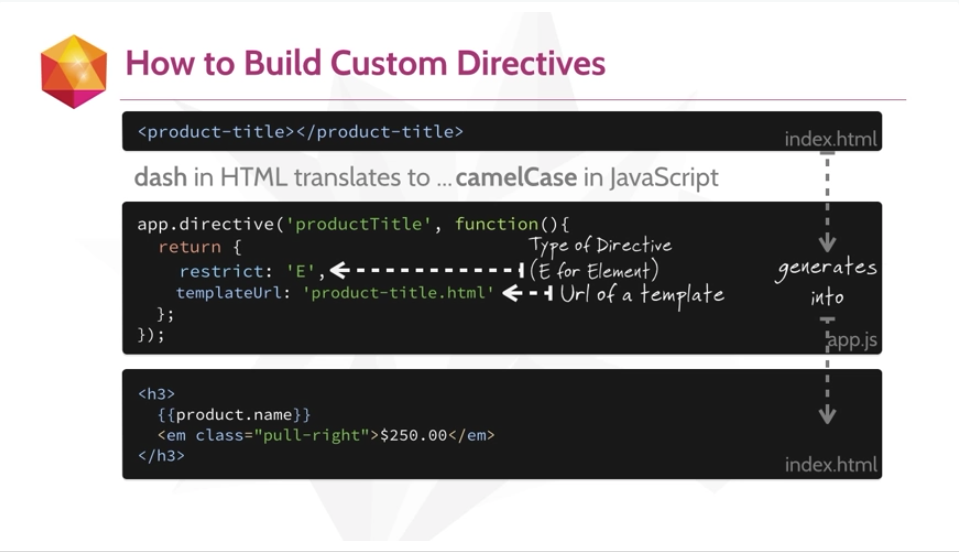 How to Build Custom Directives
<product-title></product-title>
index.html
dash in HTML translates to ... camelCase in JavaScript
app.directive('productTitle', function(){
return {
Type of Directive
restrict: 'E',
(E for Element)
templateUrl: 'product-title.html'
Url of a template
};
});
generates
into
app.js
<h3>
{{product.name}}
<em class="pull-right">$250.00</em>
</h3>
index.html